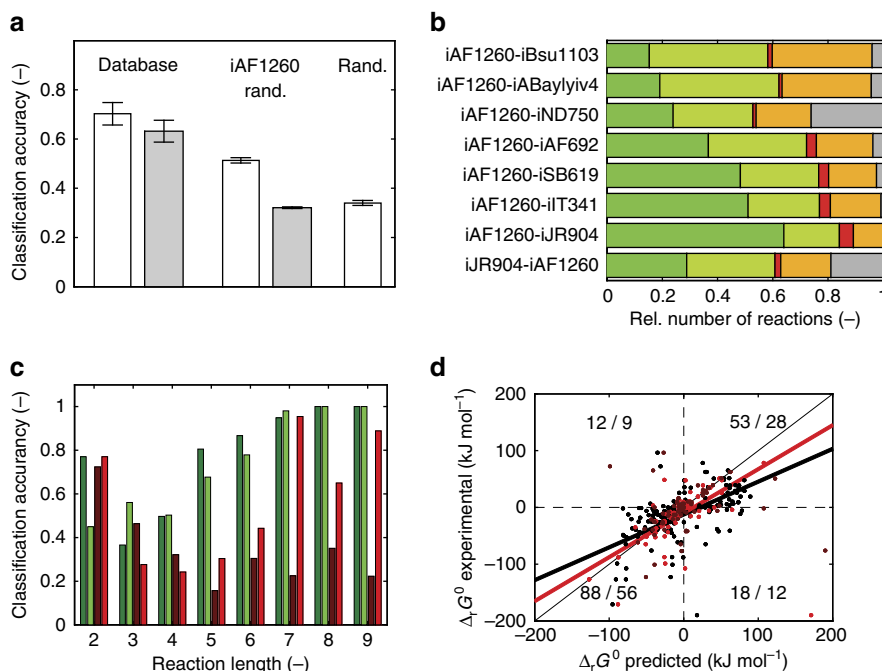 a
Classification accuracy (–)
0.8
0.6
0.4
0.2
0
Database
iAF1260
rand.
Rand.
b
iAF1260-iBsu1103
iAF1260-iABaylyiv4
iAF1260-iND750
iAF1260-iAF692
iAF1260-iSB619
iAF1260-iIT341
iAF1260-iJR904
iJR904-iAF1260
0 0.2 0.4 0.6 0.8
Rel. number of reactions (–)
c
Classification accurancy (–)
1
0.8
0.6
0.4
0.2
0
2 3 4 5 6 7 8 9
Reaction length (–)
d
ΔrG⁰ experimental (kJ mol⁻¹)
200
100
0
−100
−200
12 / 9
53 / 28
88 / 56
18 / 12
−200 −100 0 100 200
ΔrG⁰ predicted (kJ mol⁻¹)